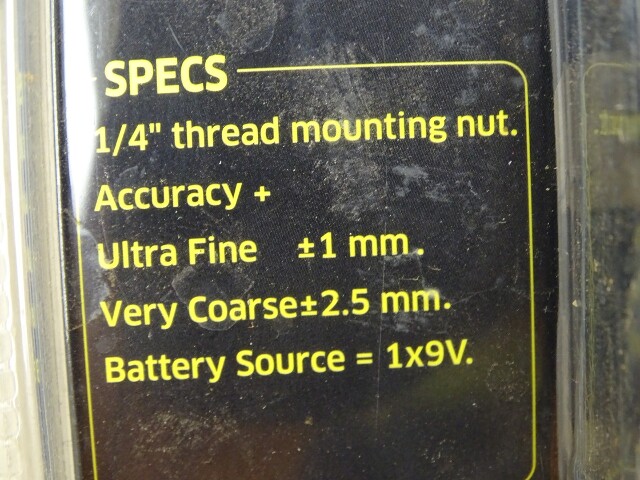 SPECS
1/4" thread mounting nut.
Accuracy +
Ultra Fine ±1 mm.
Very Coarse±2.5 mm.
Battery Source = 1x9V.